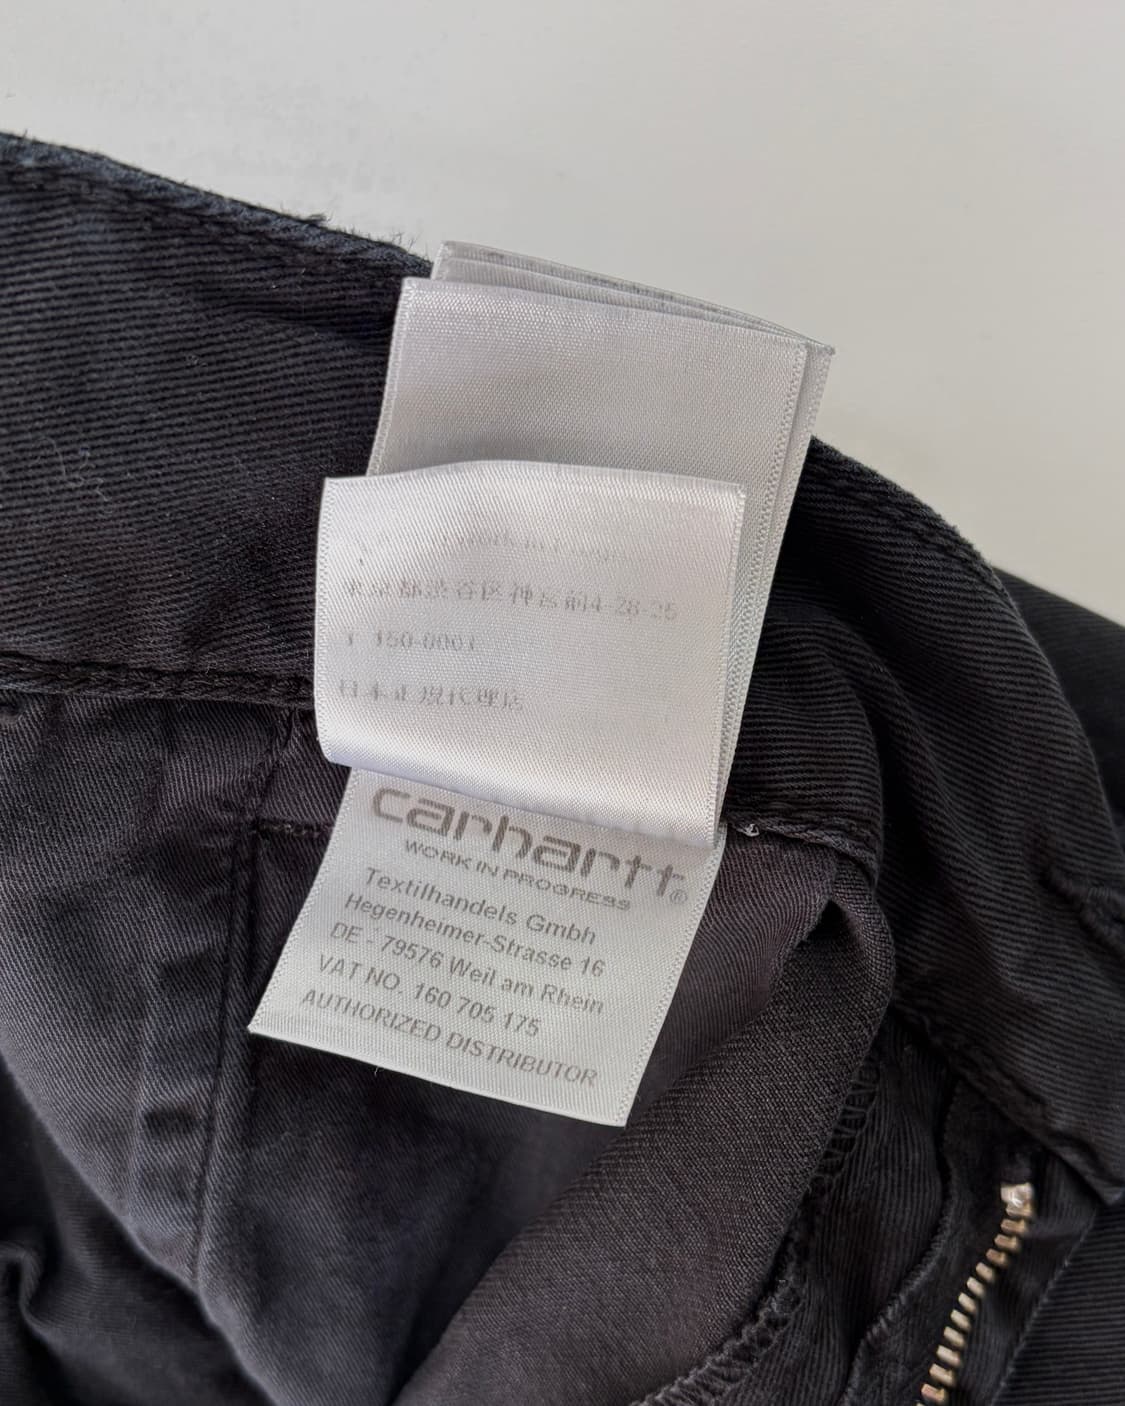 東京都渋谷区神宮前4-28-25
〒 150-0001
日本正規代理店
carhartt®
WORK IN PROGRESS
Textilhandels Gmbh
Hegenheimer-Strasse 16
DE - 79576 Weil am Rhein
VAT NO. 160 705 175
AUTHORIZED DISTRIBUTOR